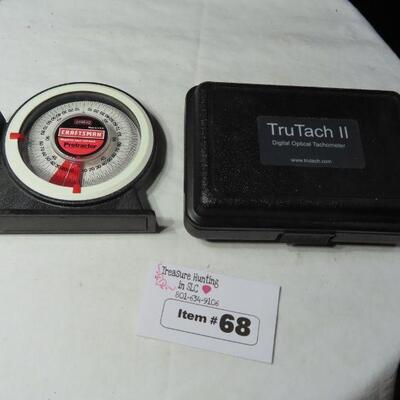 CRAFTSMAN
Protractor
TruTach II
Digital Optical Tachometer
www.trutach.com
Treasure Hunting
in SLC
801-634-9106
Item # 68